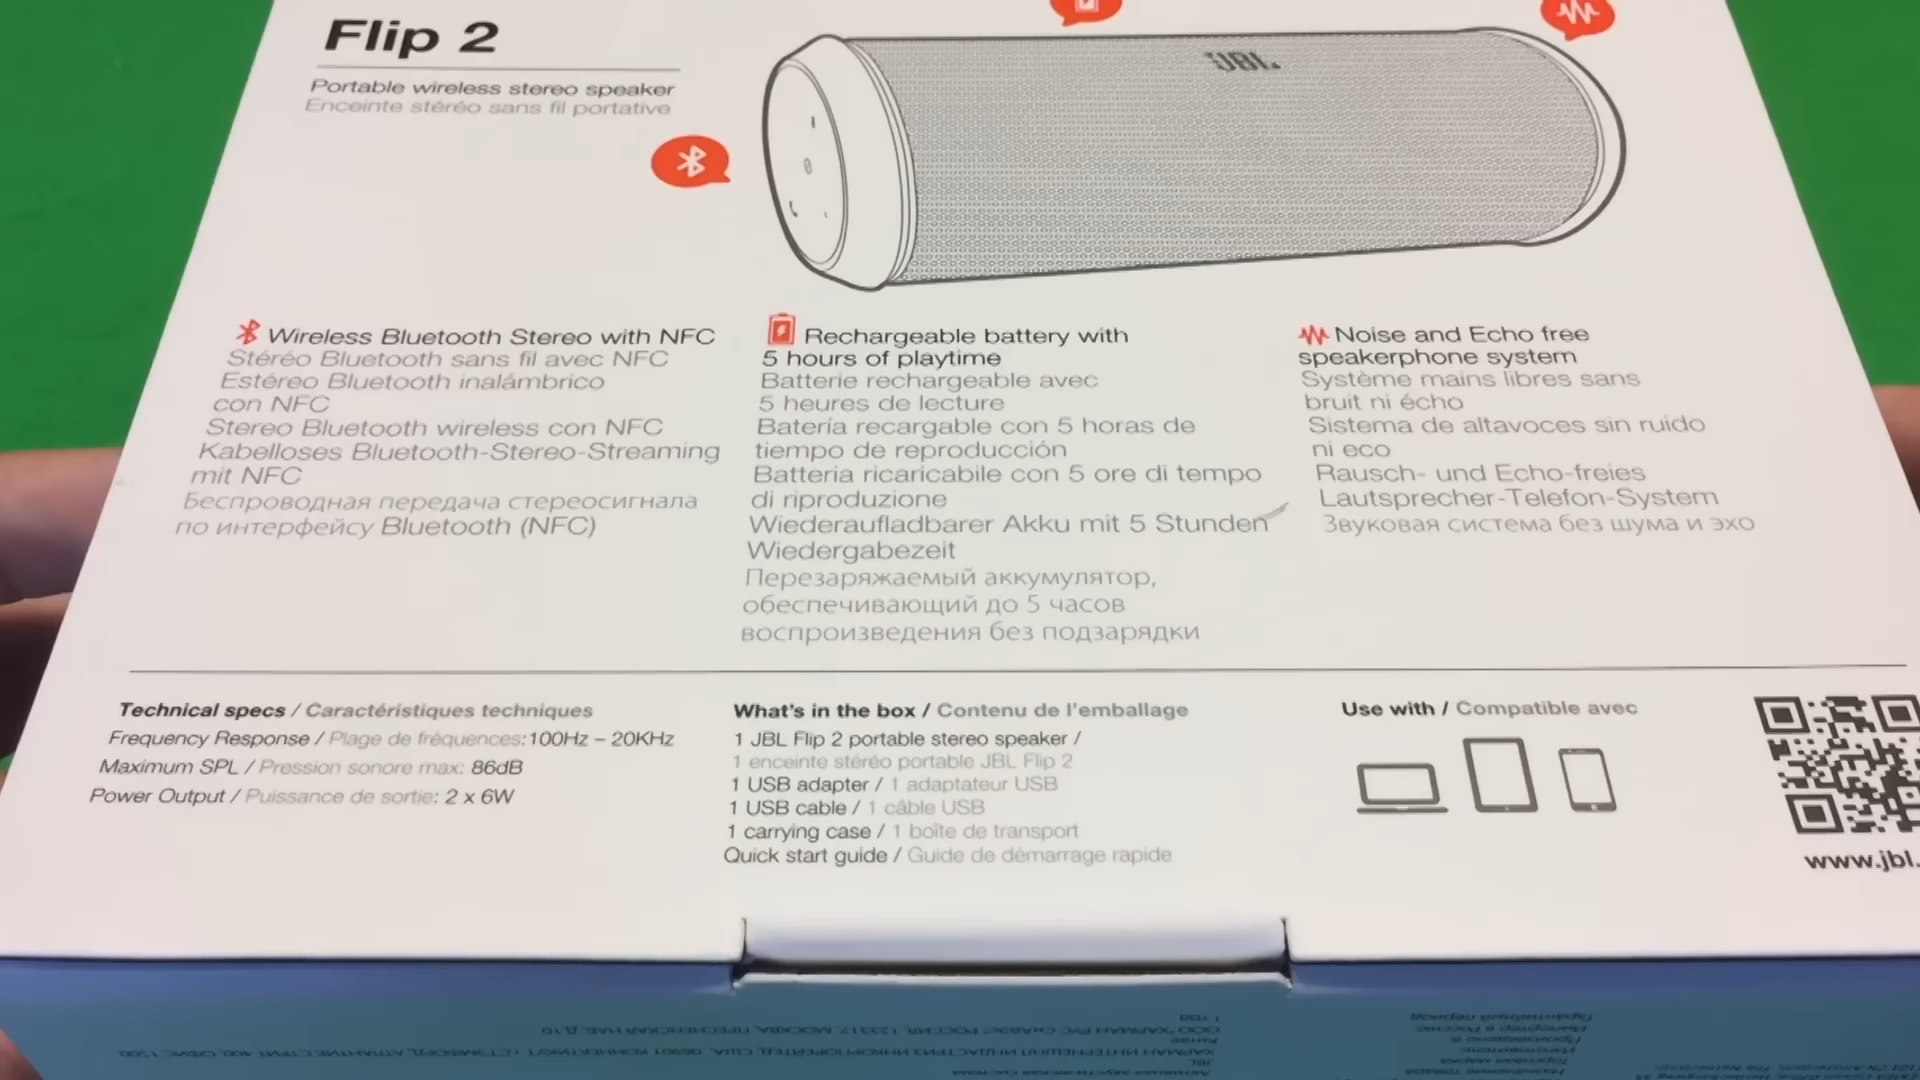 Flip 2
Portable wireless stereo speaker
Enceinte stéréo sans fil portative
JBL
Wireless Bluetooth Stereo with NFC
Stéréo Bluetooth sans fil avec NFC
Estéreo Bluetooth inalámbrico
con NFC
Stereo Bluetooth wireless con NFC
Kabelloses Bluetooth-Stereo-Streaming
mit NFC
Беспроводная передача стереосигнала
по интерфейсу Bluetooth (NFC)
Rechargeable battery with
5 hours of playtime
Batterie rechargeable avec
5 heures de lecture
Batería recargable con 5 horas de
tiempo de reproducción
Batteria ricaricabile con 5 ore di tempo
di riproduzione
Wiederaufladbarer Akku mit 5 Stunden
Wiedergabezeit
Перезаряжаемый аккумулятор,
обеспечивающий до 5 часов
воспроизведения без подзарядки
Noise and Echo free
speakerphone system
Système mains libres sans
bruit ni écho
Sistema de altavoces sin ruido
ni eco
Rausch- und Echo-freies
Lautsprecher-Telefon-System
Звуковая система без шума и эхо
Technical specs / Caractéristiques techniques
Frequency Response / Plage de fréquences:100Hz – 20KHz
Maximum SPL / Pression sonore max: 86dB
Power Output / Puissance de sortie: 2 x 6W
What's in the box / Contenu de l'emballage
1 JBL Flip 2 portable stereo speaker /
1 enceinte stéréo portable JBL Flip 2
1 USB adapter / 1 adaptateur USB
1 USB cable / 1 câble USB
1 carrying case / 1 boîte de transport
Quick start guide / Guide de démarrage rapide
Use with / Compatible avec
www.jbl.